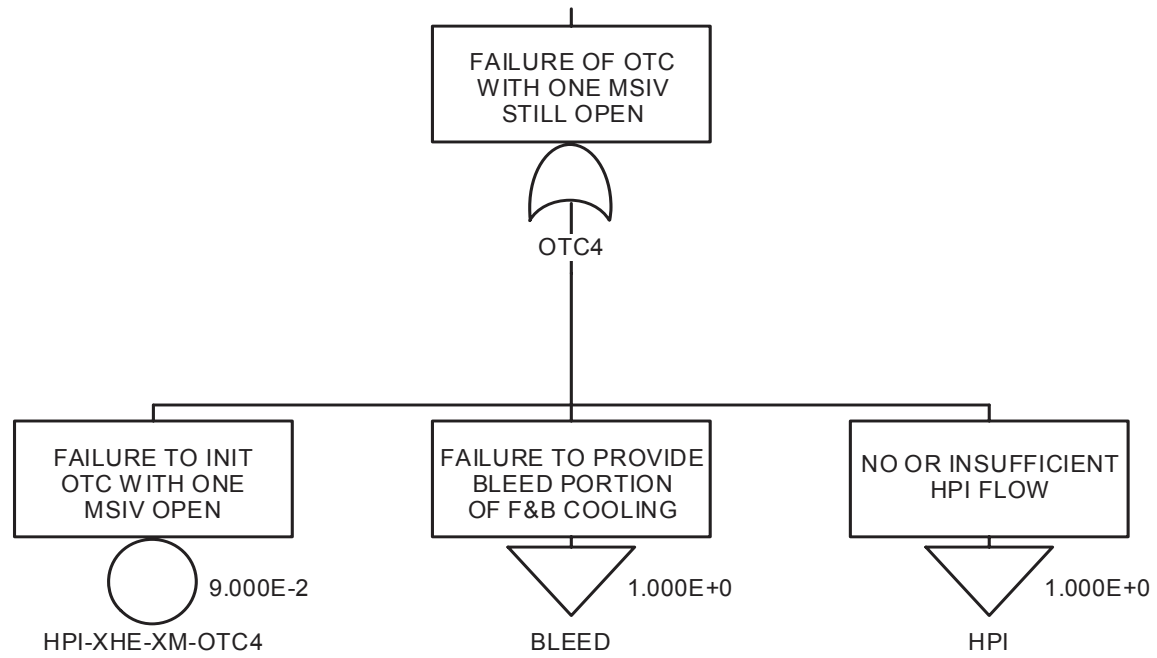 FAILURE OF OTC
WITH ONE MSIV
STILL OPEN
OTC4
FAILURE TO INIT
OTC WITH ONE
MSIV OPEN
9.000E-2
HPI-XHE-XM-OTC4
FAILURE TO PROVIDE
BLEED PORTION
OF F&B COOLING
1.000E+0
BLEED
NO OR INSUFFICIENT
HPI FLOW
1.000E+0
HPI